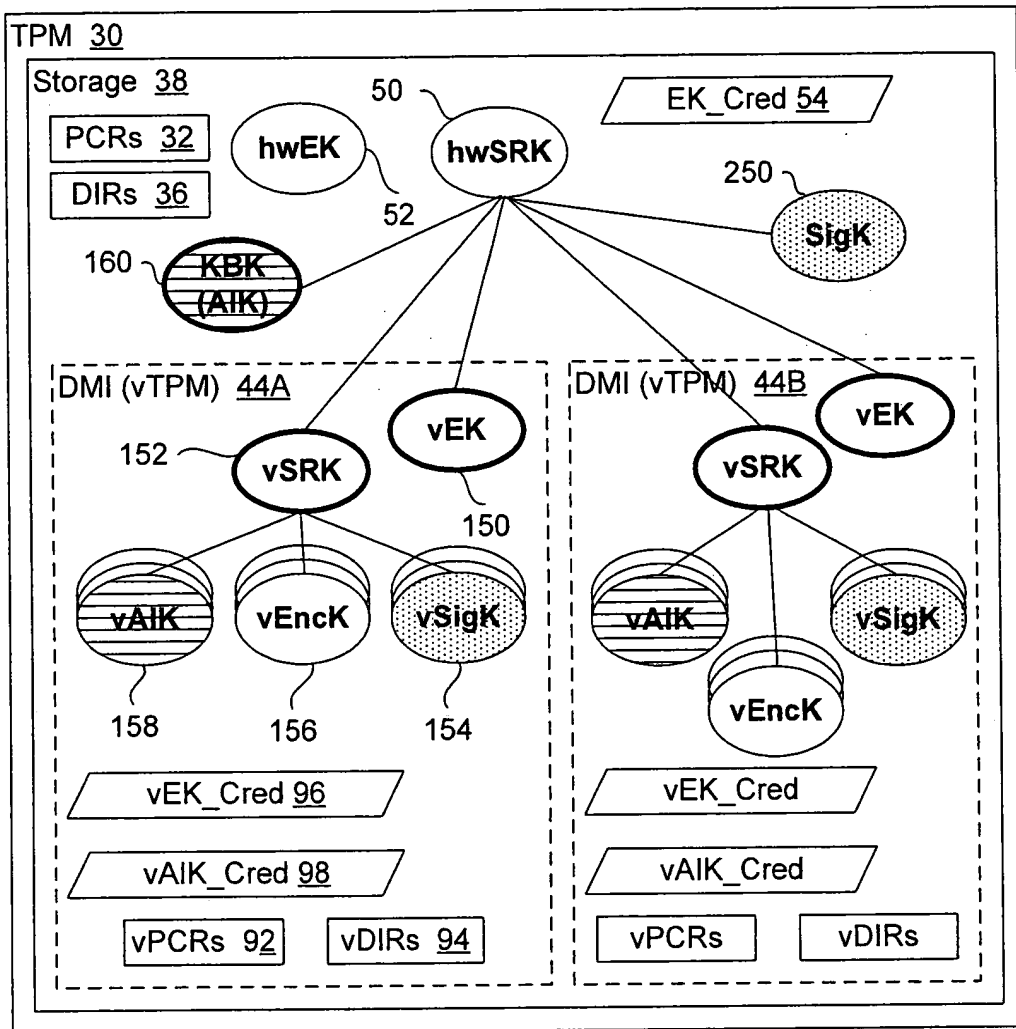 TPM 30
Storage 38
50
EK_Cred 54
PCRs 32
hwEK
hwSRK
DIRs 36
52
250
SigK
160
KBK
(AIK)
DMI (vTPM) 44A
DMI (vTPM) 44B
vEK
vEK
152
vSRK
vSRK
150
vAIK
vEncK
vSigK
vAIK
vSigK
vEncK
158
156
154
vEK_Cred 96
vEK_Cred
vAIK_Cred 98
vAIK_Cred
vPCRs 92
vDIRs 94
vPCRs
vDIRs